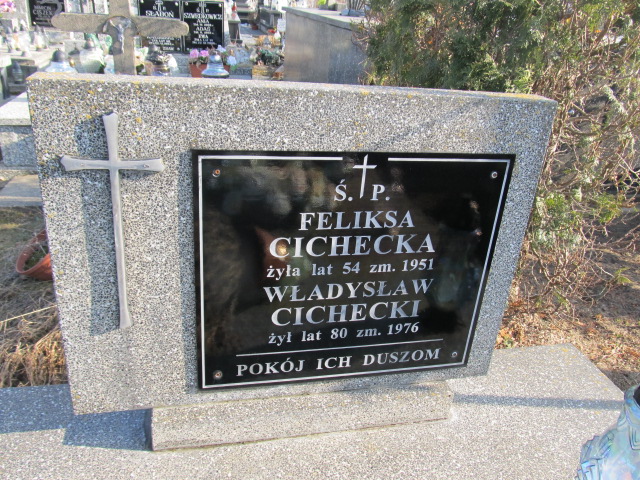 Ś. P.
FELIKSA
CICHECKA
żyła lat 54 zm. 1951
WŁADYSŁAW
CICHECKI
żył lat 80 zm. 1976
POKÓJ ICH DUSZOM